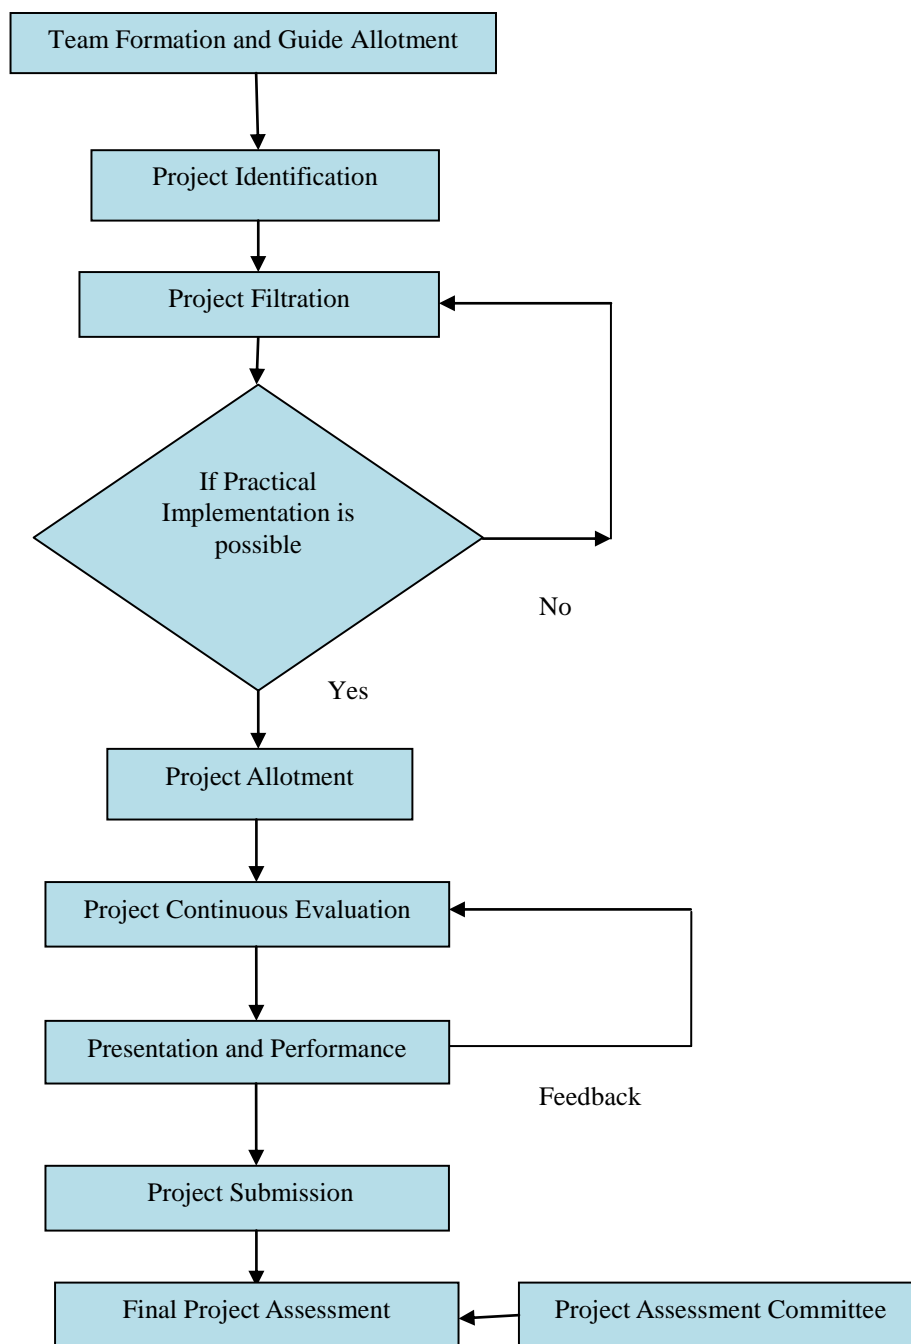 Team Formation and Guide Allotment
Project Identification
Project Filtration
If Practical
Implementation is
possible
No
Yes
Project Allotment
Project Continuous Evaluation
Presentation and Performance
Feedback
Project Submission
Final Project Assessment
Project Assessment Committee